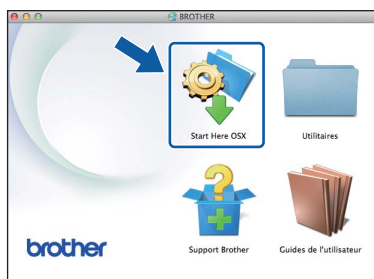 BROTHER
Start Here OSX
Utilitaires
Support Brother
Guides de l'utilisateur
brother